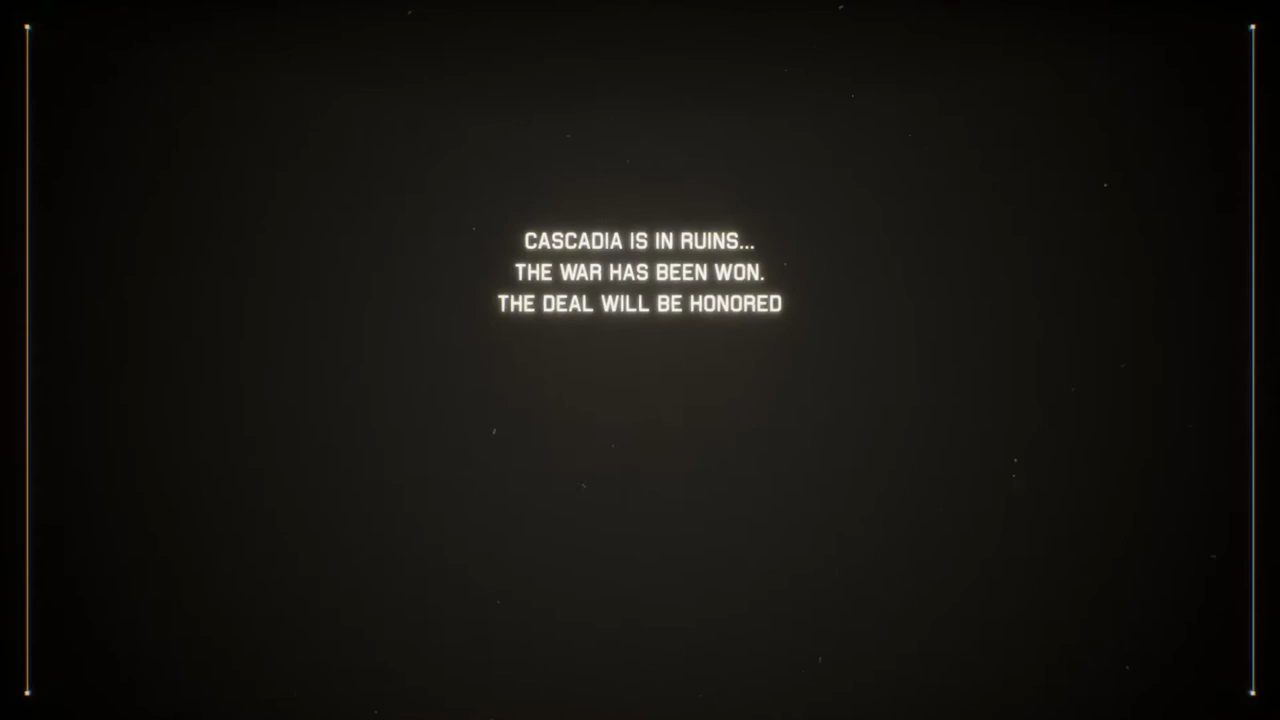 CASCADIA IS IN RUINS...
THE WAR HAS BEEN WON.
THE DEAL WILL BE HONORED